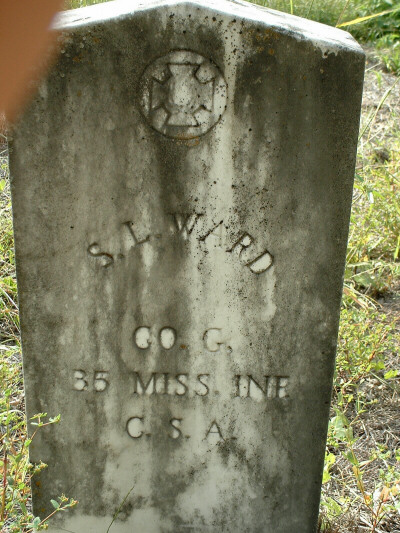 S. L. WARD
CO. G.
35 MISS. INF.
C. S. A.